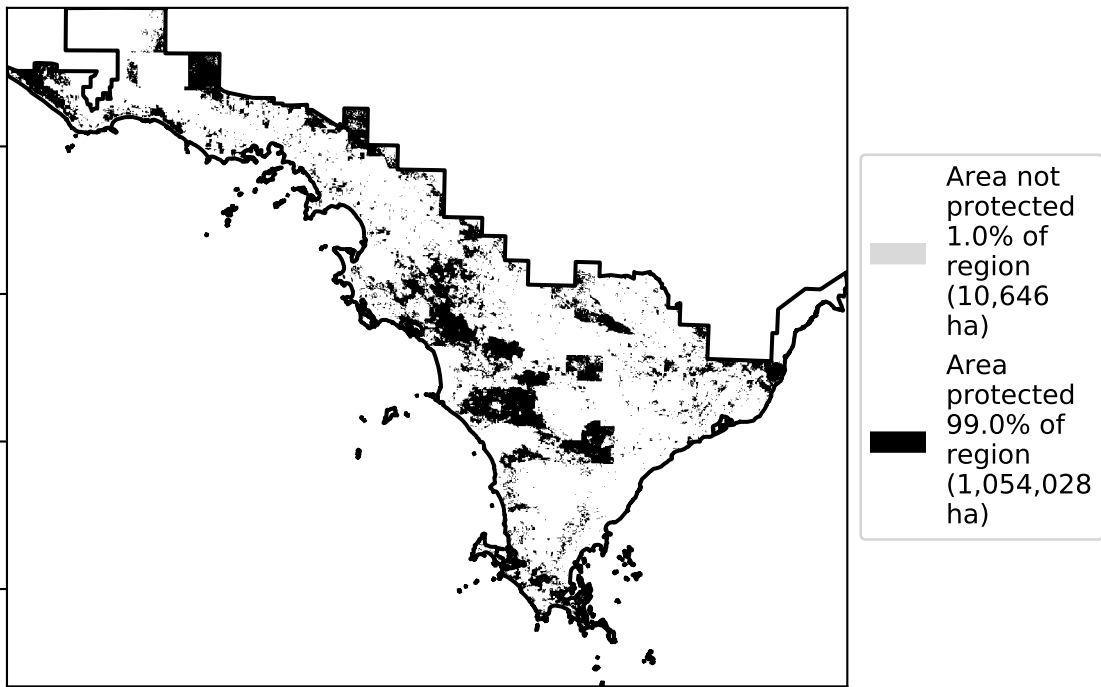 Area not
protected
1.0% of
region
(10,646
ha)
Area
protected
99.0% of
region
(1,054,028
ha)